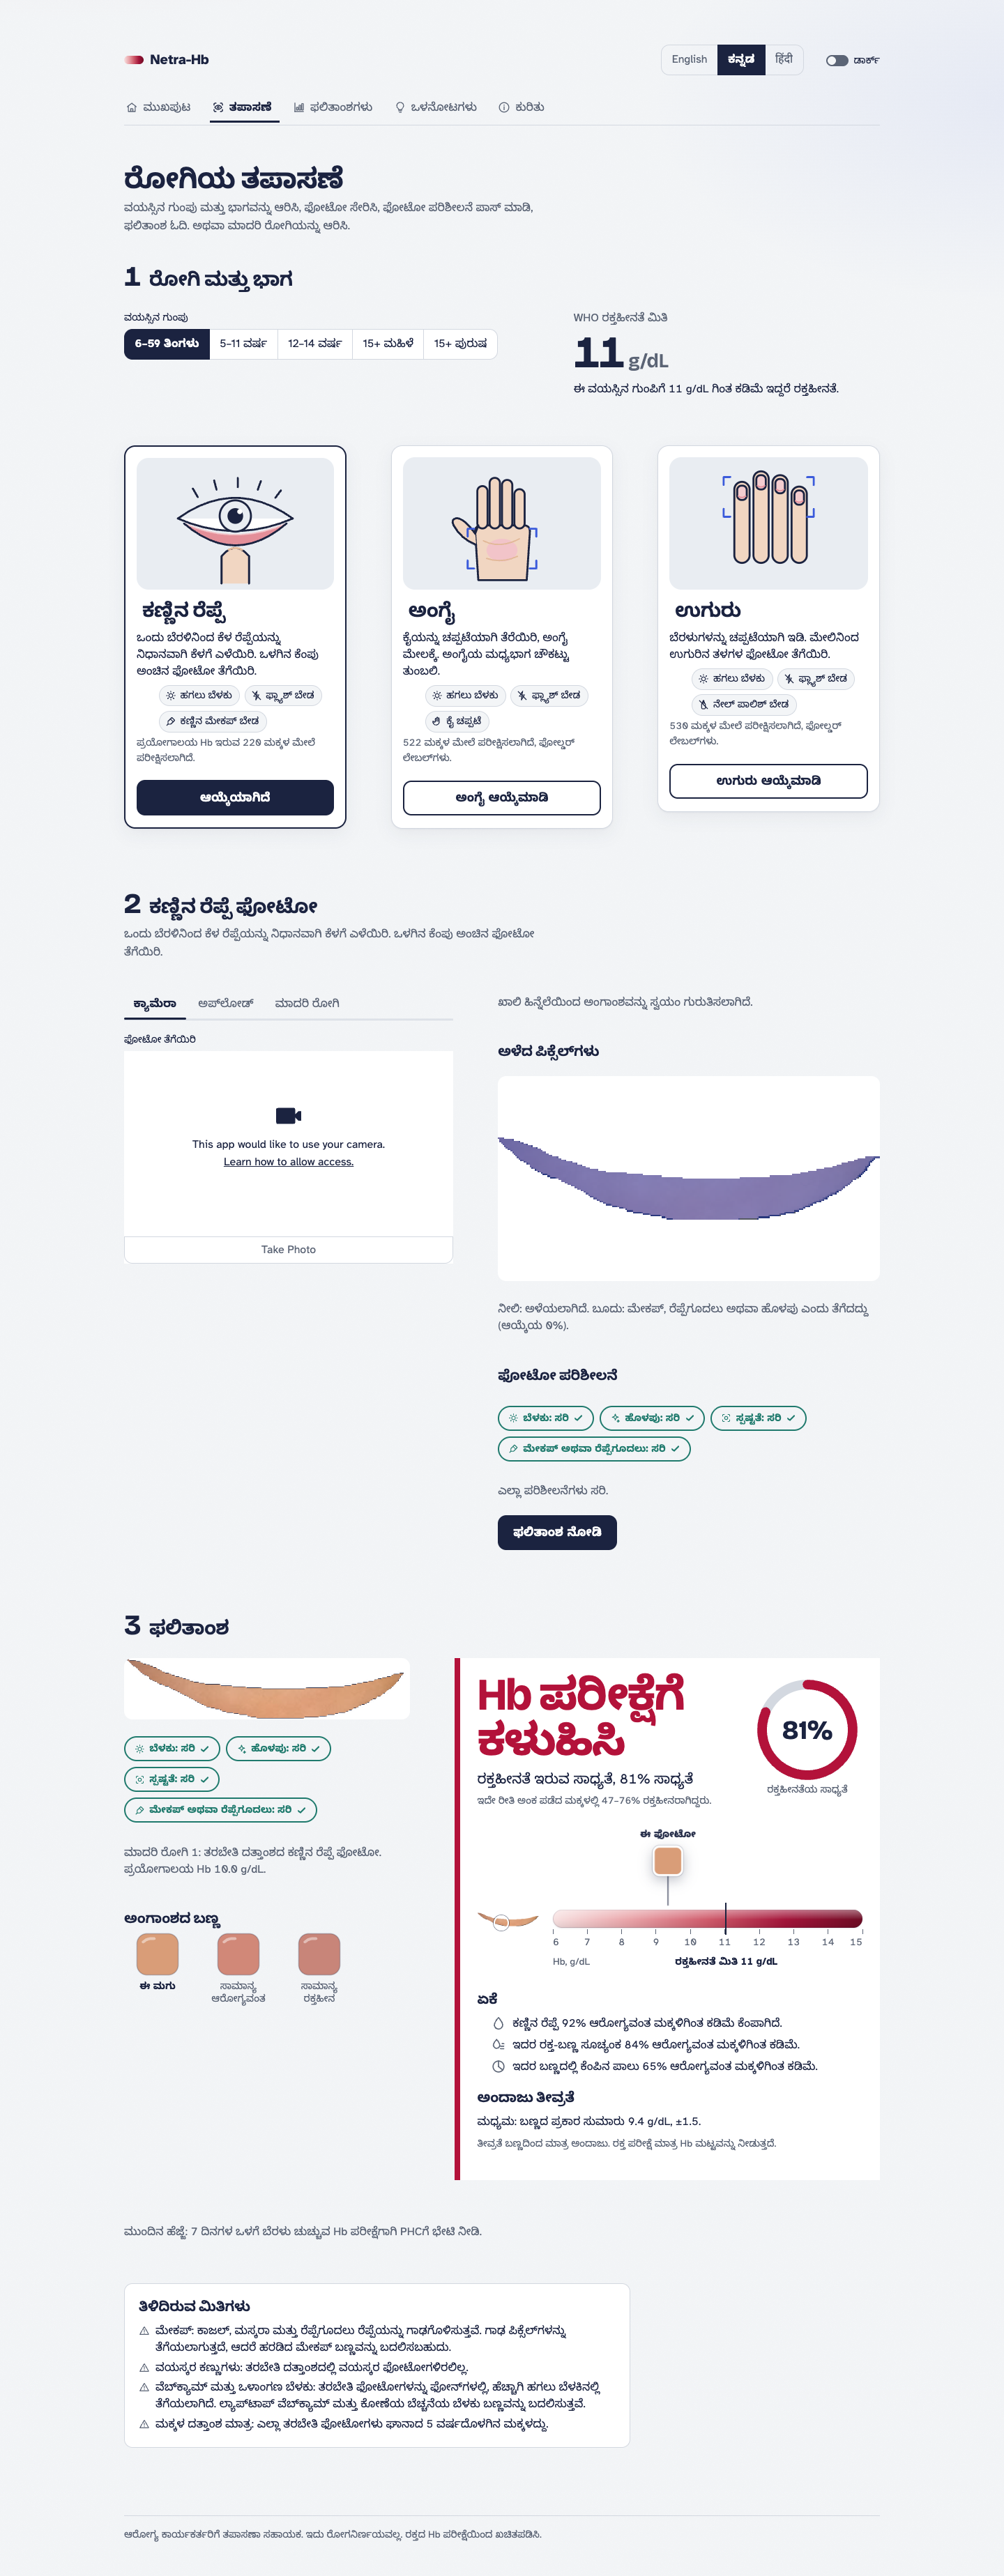 Netra-Hb
English ಕನ್ನಡ हिंदी ಡಾರ್ಕ್
ಮುಖಪುಟ ತಪಾಸಣೆ ಫಲಿತಾಂಶಗಳು ಒಳನೋಟಗಳು ಕುರಿತು
ರೋಗಿಯ ತಪಾಸಣೆ
ವಯಸ್ಸಿನ ಗುಂಪು ಮತ್ತು ಭಾಗವನ್ನು ಆರಿಸಿ, ಫೋಟೋ ಸೇರಿಸಿ, ಫೋಟೋ ಪರಿಶೀಲನೆ ಪಾಸ್ ಮಾಡಿ,
ಫಲಿತಾಂಶ ಓದಿ. ಅಥವಾ ಮಾದರಿ ರೋಗಿಯನ್ನು ಆರಿಸಿ.
1 ರೋಗಿ ಮತ್ತು ಭಾಗ
ವಯಸ್ಸಿನ ಗುಂಪು
6–59 ತಿಂಗಳು 5–11 ವರ್ಷ 12–14 ವರ್ಷ 15+ ಮಹಿಳೆ 15+ ಪುರುಷ
WHO ರಕ್ತಹೀನತೆ ಮಿತಿ
11 g/dL
ಈ ವಯಸ್ಸಿನ ಗುಂಪಿಗೆ 11 g/dL ಗಿಂತ ಕಡಿಮೆ ಇದ್ದರೆ ರಕ್ತಹೀನತೆ.
ಕಣ್ಣಿನ ರೆಪ್ಪೆ
ಒಂದು ಬೆರಳಿನಿಂದ ಕೆಳ ರೆಪ್ಪೆಯನ್ನು
ನಿಧಾನವಾಗಿ ಕೆಳಗೆ ಎಳೆಯಿರಿ. ಒಳಗಿನ ಕೆಂಪು
ಅಂಚಿನ ಫೋಟೋ ತೆಗೆಯಿರಿ.
ಹಗಲು ಬೆಳಕು ಫ್ಲ್ಯಾಶ್ ಬೇಡ
ಕಣ್ಣಿನ ಮೇಕಪ್ ಬೇಡ
ಪ್ರಯೋಗಾಲಯ Hb ಇರುವ 220 ಮಕ್ಕಳ ಮೇಲೆ
ಪರೀಕ್ಷಿಸಲಾಗಿದೆ.
ಆಯ್ಕೆಯಾಗಿದೆ
ಅಂಗೈ
ಕೈಯನ್ನು ಚಪ್ಪಟೆಯಾಗಿ ತೆರೆಯಿರಿ, ಅಂಗೈ
ಮೇಲಕ್ಕೆ. ಅಂಗೈಯ ಮಧ್ಯಭಾಗ ಚೌಕಟ್ಟು
ತುಂಬಲಿ.
ಹಗಲು ಬೆಳಕು ಫ್ಲ್ಯಾಶ್ ಬೇಡ
ಕೈ ಚಪ್ಪಟೆ
522 ಮಕ್ಕಳ ಮೇಲೆ ಪರೀಕ್ಷಿಸಲಾಗಿದೆ, ಫೋಲ್ಡರ್
ಲೇಬಲ್‌ಗಳು.
ಅಂಗೈ ಆಯ್ಕೆಮಾಡಿ
ಉಗುರು
ಬೆರಳುಗಳನ್ನು ಚಪ್ಪಟೆಯಾಗಿ ಇಡಿ. ಮೇಲಿನಿಂದ
ಉಗುರಿನ ತಳಗಳ ಫೋಟೋ ತೆಗೆಯಿರಿ.
ಹಗಲು ಬೆಳಕು ಫ್ಲ್ಯಾಶ್ ಬೇಡ
ನೇಲ್ ಪಾಲಿಶ್ ಬೇಡ
530 ಮಕ್ಕಳ ಮೇಲೆ ಪರೀಕ್ಷಿಸಲಾಗಿದೆ, ಫೋಲ್ಡರ್
ಲೇಬಲ್‌ಗಳು.
ಉಗುರು ಆಯ್ಕೆಮಾಡಿ
2 ಕಣ್ಣಿನ ರೆಪ್ಪೆ ಫೋಟೋ
ಒಂದು ಬೆರಳಿನಿಂದ ಕೆಳ ರೆಪ್ಪೆಯನ್ನು ನಿಧಾನವಾಗಿ ಕೆಳಗೆ ಎಳೆಯಿರಿ. ಒಳಗಿನ ಕೆಂಪು ಅಂಚಿನ ಫೋಟೋ
ತೆಗೆಯಿರಿ.
ಕ್ಯಾಮೆರಾ ಅಪ್‌ಲೋಡ್ ಮಾದರಿ ರೋಗಿ
ಫೋಟೋ ತೆಗೆಯಿರಿ
This app would like to use your camera.
Learn how to allow access.
Take Photo
ಖಾಲಿ ಹಿನ್ನೆಲೆಯಿಂದ ಅಂಗಾಂಶವನ್ನು ಸ್ವಯಂ ಗುರುತಿಸಲಾಗಿದೆ.
ಅಳೆದ ಪಿಕ್ಸೆಲ್‌ಗಳು
ನೀಲಿ: ಅಳೆಯಲಾಗಿದೆ. ಬೂದು: ಮೇಕಪ್, ರೆಪ್ಪೆಗೂದಲು ಅಥವಾ ಹೊಳಪು ಎಂದು ತೆಗೆದದ್ದು
(ಆಯ್ಕೆಯ 0%).
ಫೋಟೋ ಪರಿಶೀಲನೆ
ಬೆಳಕು: ಸರಿ ಹೊಳಪು: ಸರಿ ಸ್ಪಷ್ಟತೆ: ಸರಿ
ಮೇಕಪ್ ಅಥವಾ ರೆಪ್ಪೆಗೂದಲು: ಸರಿ
ಎಲ್ಲಾ ಪರಿಶೀಲನೆಗಳು ಸರಿ.
ಫಲಿತಾಂಶ ನೋಡಿ
3 ಫಲಿತಾಂಶ
ಬೆಳಕು: ಸರಿ ಹೊಳಪು: ಸರಿ
ಸ್ಪಷ್ಟತೆ: ಸರಿ
ಮೇಕಪ್ ಅಥವಾ ರೆಪ್ಪೆಗೂದಲು: ಸರಿ
ಮಾದರಿ ರೋಗಿ 1: ತರಬೇತಿ ದತ್ತಾಂಶದ ಕಣ್ಣಿನ ರೆಪ್ಪೆ ಫೋಟೋ.
ಪ್ರಯೋಗಾಲಯ Hb 10.0 g/dL.
ಅಂಗಾಂಶದ ಬಣ್ಣ
ಈ ಮಗು ಸಾಮಾನ್ಯ ಸಾಮಾನ್ಯ
ಆರೋಗ್ಯವಂತ ರಕ್ತಹೀನ
Hb ಪರೀಕ್ಷೆಗೆ
ಕಳುಹಿಸಿ
81%
ರಕ್ತಹೀನತೆಯ ಸಾಧ್ಯತೆ
ರಕ್ತಹೀನತೆ ಇರುವ ಸಾಧ್ಯತೆ, 81% ಸಾಧ್ಯತೆ
ಇದೇ ರೀತಿ ಅಂಕ ಪಡೆದ ಮಕ್ಕಳಲ್ಲಿ 47–76% ರಕ್ತಹೀನರಾಗಿದ್ದರು.
ಈ ಫೋಟೋ
6 7 8 9 10 11 12 13 14 15
Hb, g/dL ರಕ್ತಹೀನತೆ ಮಿತಿ 11 g/dL
ಏಕೆ
ಕಣ್ಣಿನ ರೆಪ್ಪೆ 92% ಆರೋಗ್ಯವಂತ ಮಕ್ಕಳಿಗಿಂತ ಕಡಿಮೆ ಕೆಂಪಾಗಿದೆ.
ಇದರ ರಕ್ತ-ಬಣ್ಣ ಸೂಚ್ಯಂಕ 84% ಆರೋಗ್ಯವಂತ ಮಕ್ಕಳಿಗಿಂತ ಕಡಿಮೆ.
ಇದರ ಬಣ್ಣದಲ್ಲಿ ಕೆಂಪಿನ ಪಾಲು 65% ಆರೋಗ್ಯವಂತ ಮಕ್ಕಳಿಗಿಂತ ಕಡಿಮೆ.
ಅಂದಾಜು ತೀವ್ರತೆ
ಮಧ್ಯಮ: ಬಣ್ಣದ ಪ್ರಕಾರ ಸುಮಾರು 9.4 g/dL, ±1.5.
ತೀವ್ರತೆ ಬಣ್ಣದಿಂದ ಮಾತ್ರ ಅಂದಾಜು. ರಕ್ತ ಪರೀಕ್ಷೆ ಮಾತ್ರ Hb ಮಟ್ಟವನ್ನು ನೀಡುತ್ತದೆ.
ಮುಂದಿನ ಹೆಜ್ಜೆ: 7 ದಿನಗಳ ಒಳಗೆ ಬೆರಳು ಚುಚ್ಚುವ Hb ಪರೀಕ್ಷೆಗಾಗಿ PHCಗೆ ಭೇಟಿ ನೀಡಿ.
ತಿಳಿದಿರುವ ಮಿತಿಗಳು
ಮೇಕಪ್: ಕಾಜಲ್, ಮಸ್ಕರಾ ಮತ್ತು ರೆಪ್ಪೆಗೂದಲು ರೆಪ್ಪೆಯನ್ನು ಗಾಢಗೊಳಿಸುತ್ತವೆ. ಗಾಢ ಪಿಕ್ಸೆಲ್‌ಗಳನ್ನು
ತೆಗೆಯಲಾಗುತ್ತದೆ, ಆದರೆ ಹರಡಿದ ಮೇಕಪ್ ಬಣ್ಣವನ್ನು ಬದಲಿಸಬಹುದು.
ವಯಸ್ಕರ ಕಣ್ಣುಗಳು: ತರಬೇತಿ ದತ್ತಾಂಶದಲ್ಲಿ ವಯಸ್ಕರ ಫೋಟೋಗಳಿರಲಿಲ್ಲ.
ವೆಬ್‌ಕ್ಯಾಮ್ ಮತ್ತು ಒಳಾಂಗಣ ಬೆಳಕು: ತರಬೇತಿ ಫೋಟೋಗಳನ್ನು ಫೋನ್‌ಗಳಲ್ಲಿ, ಹೆಚ್ಚಾಗಿ ಹಗಲು ಬೆಳಕಿನಲ್ಲಿ
ತೆಗೆಯಲಾಗಿದೆ. ಲ್ಯಾಪ್‌ಟಾಪ್ ವೆಬ್‌ಕ್ಯಾಮ್ ಮತ್ತು ಕೋಣೆಯ ಬೆಚ್ಚನೆಯ ಬೆಳಕು ಬಣ್ಣವನ್ನು ಬದಲಿಸುತ್ತವೆ.
ಮಕ್ಕಳ ದತ್ತಾಂಶ ಮಾತ್ರ: ಎಲ್ಲಾ ತರಬೇತಿ ಫೋಟೋಗಳು ಘಾನಾದ 5 ವರ್ಷದೊಳಗಿನ ಮಕ್ಕಳದ್ದು.
ಆರೋಗ್ಯ ಕಾರ್ಯಕರ್ತರಿಗೆ ತಪಾಸಣಾ ಸಹಾಯಕ. ಇದು ರೋಗನಿರ್ಣಯವಲ್ಲ. ರಕ್ತದ Hb ಪರೀಕ್ಷೆಯಿಂದ ಖಚಿತಪಡಿಸಿ.